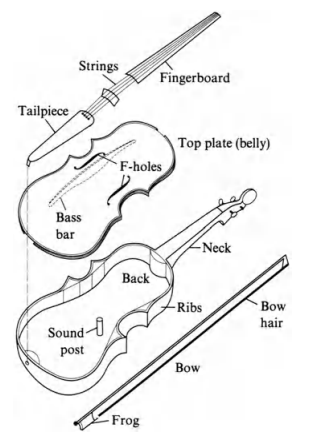 Strings
Fingerboard
Tailpiece
Top plate (belly)
F-holes
Bass
bar
Neck
Back
Ribs
Bow
hair
Sound
post
Bow
Frog